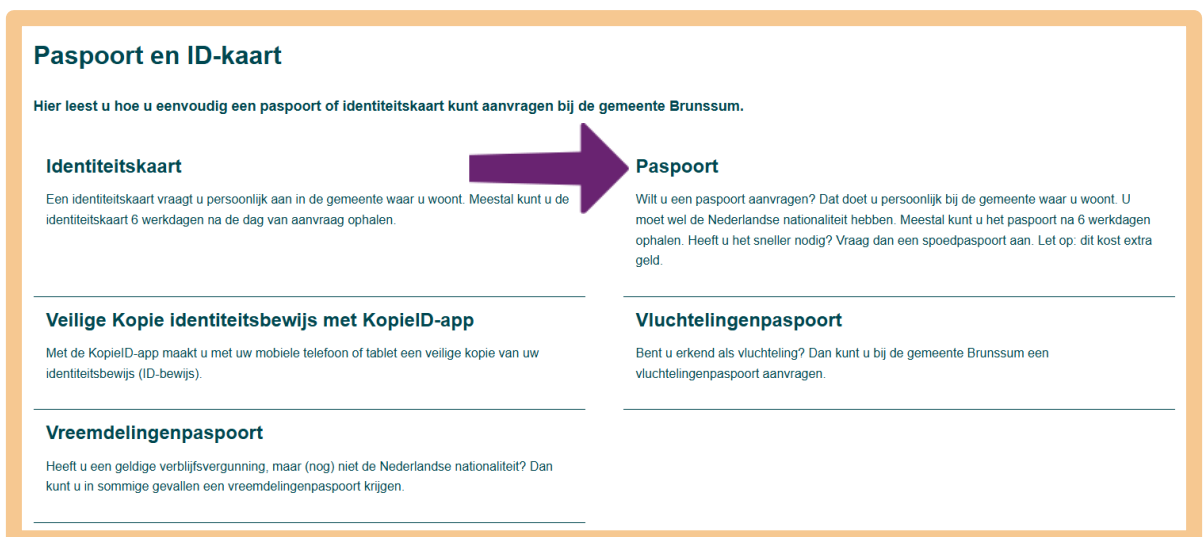 Paspoort en ID-kaart
Hier leest u hoe u eenvoudig een paspoort of identiteitskaart kunt aanvragen bij de gemeente Brunssum.
Identiteitskaart
Een identiteitskaart vraagt u persoonlijk aan in de gemeente waar u woont. Meestal kunt u de
identiteitskaart 6 werkdagen na de dag van aanvraag ophalen.
Paspoort
Wilt u een paspoort aanvragen? Dat doet u persoonlijk bij de gemeente waar u woont. U
moet wel de Nederlandse nationaliteit hebben. Meestal kunt u het paspoort na 6 werkdagen
ophalen. Heeft u het sneller nodig? Vraag dan een spoedpaspoort aan. Let op: dit kost extra
geld.
Veilige Kopie identiteitsbewijs met KopieID-app
Met de KopieID-app maakt u met uw mobiele telefoon of tablet een veilige kopie van uw
identiteitsbewijs (ID-bewijs).
Vluchtelingenpaspoort
Bent u erkend als vluchteling? Dan kunt u bij de gemeente Brunssum een
vluchtelingenpaspoort aanvragen.
Vreemdelingenpaspoort
Heeft u een geldige verblijfsvergunning, maar (nog) niet de Nederlandse nationaliteit? Dan
kunt u in sommige gevallen een vreemdelingenpaspoort krijgen.